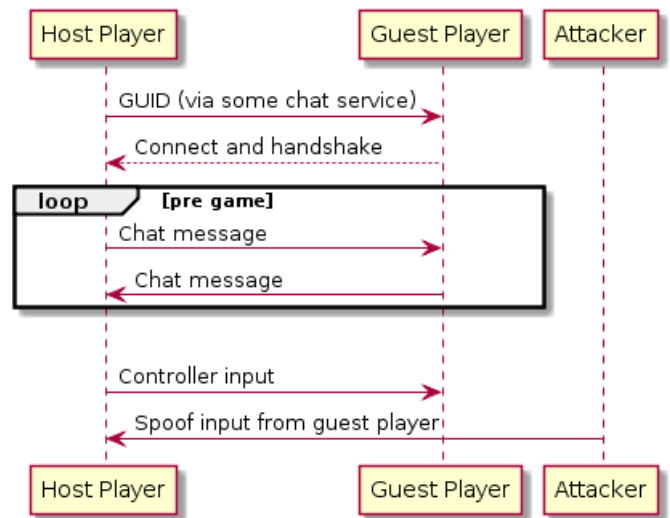 Host Player
Guest Player
Attacker
GUID (via some chat service)
Connect and handshake
loop
[pre game]
Chat message
Chat message
Controller input
Spoof input from guest player
Host Player
Guest Player
Attacker